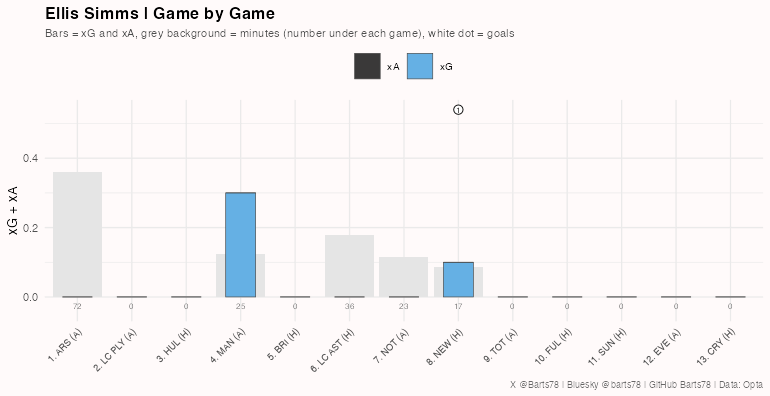 Ellis Simms | Game by Game
Bars = xG and xA, grey background = minutes (number under each game), white dot = goals
xA xG
1
xG + xA
0.4
0.2
0.0
72 0 0 25 0 36 23 17 0 0 0 0 0
1. ARS (A)
2. LC PLY (A)
3. HUL (H)
4. MAN (A)
5. BRI (H)
6. LC AST (H)
7. NOT (A)
8. NEW (H)
9. TOT (A)
10. FUL (H)
11. SUN (H)
12. EVE (A)
13. CRY (H)
X @Barts78 | Bluesky @barts78 | GitHub Barts78 | Data: Opta